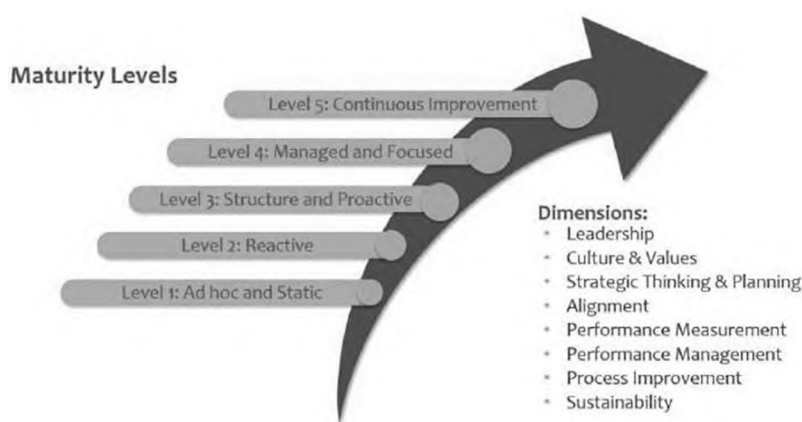 Maturity Levels
Level 5: Continuous Improvement
Level 4: Managed and Focused
Level 3: Structure and Proactive
Level 2: Reactive
Level 1: Ad hoc and Static
Dimensions:
• Leadership
• Culture & Values
• Strategic Thinking & Planning
• Alignment
• Performance Measurement
• Performance Management
• Process Improvement
• Sustainability